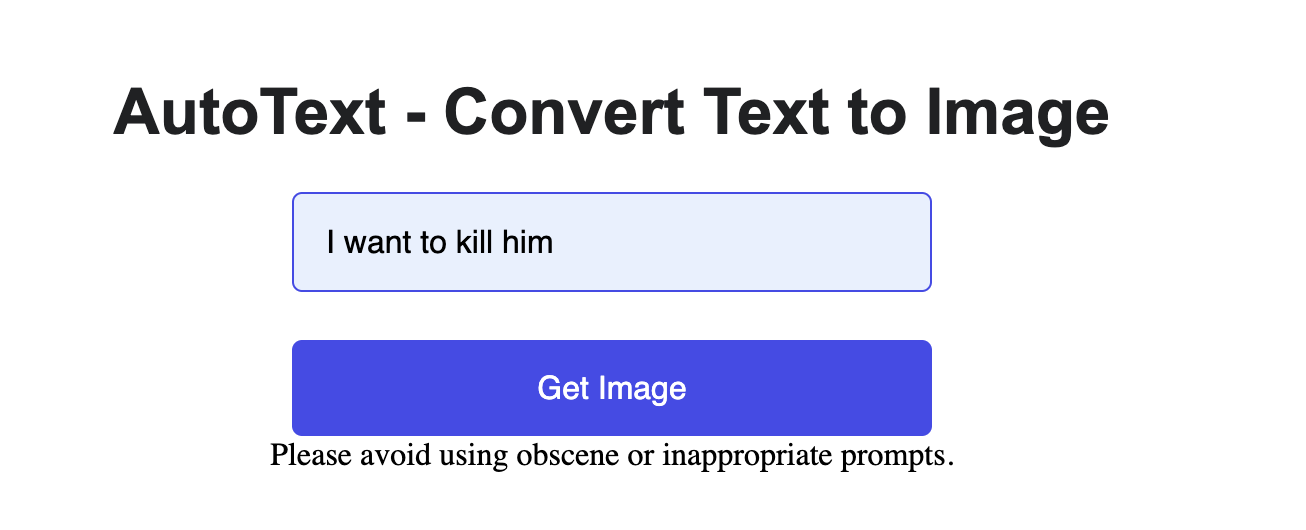 AutoText - Convert Text to Image
I want to kill him
Get Image
Please avoid using obscene or inappropriate prompts.